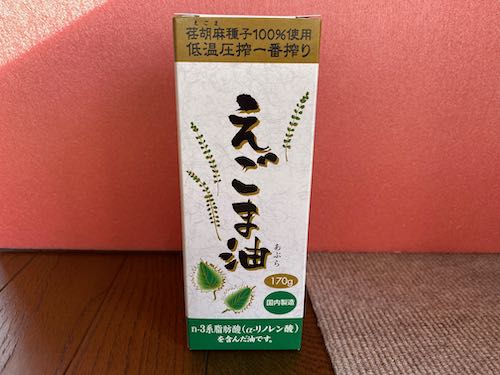 えごま
荏胡麻種子100%使用
低温圧搾一番搾り
えごま油
あぶら
170g
国内製造
n-3系脂肪酸(α-リノレン酸)
を含んだ油です。